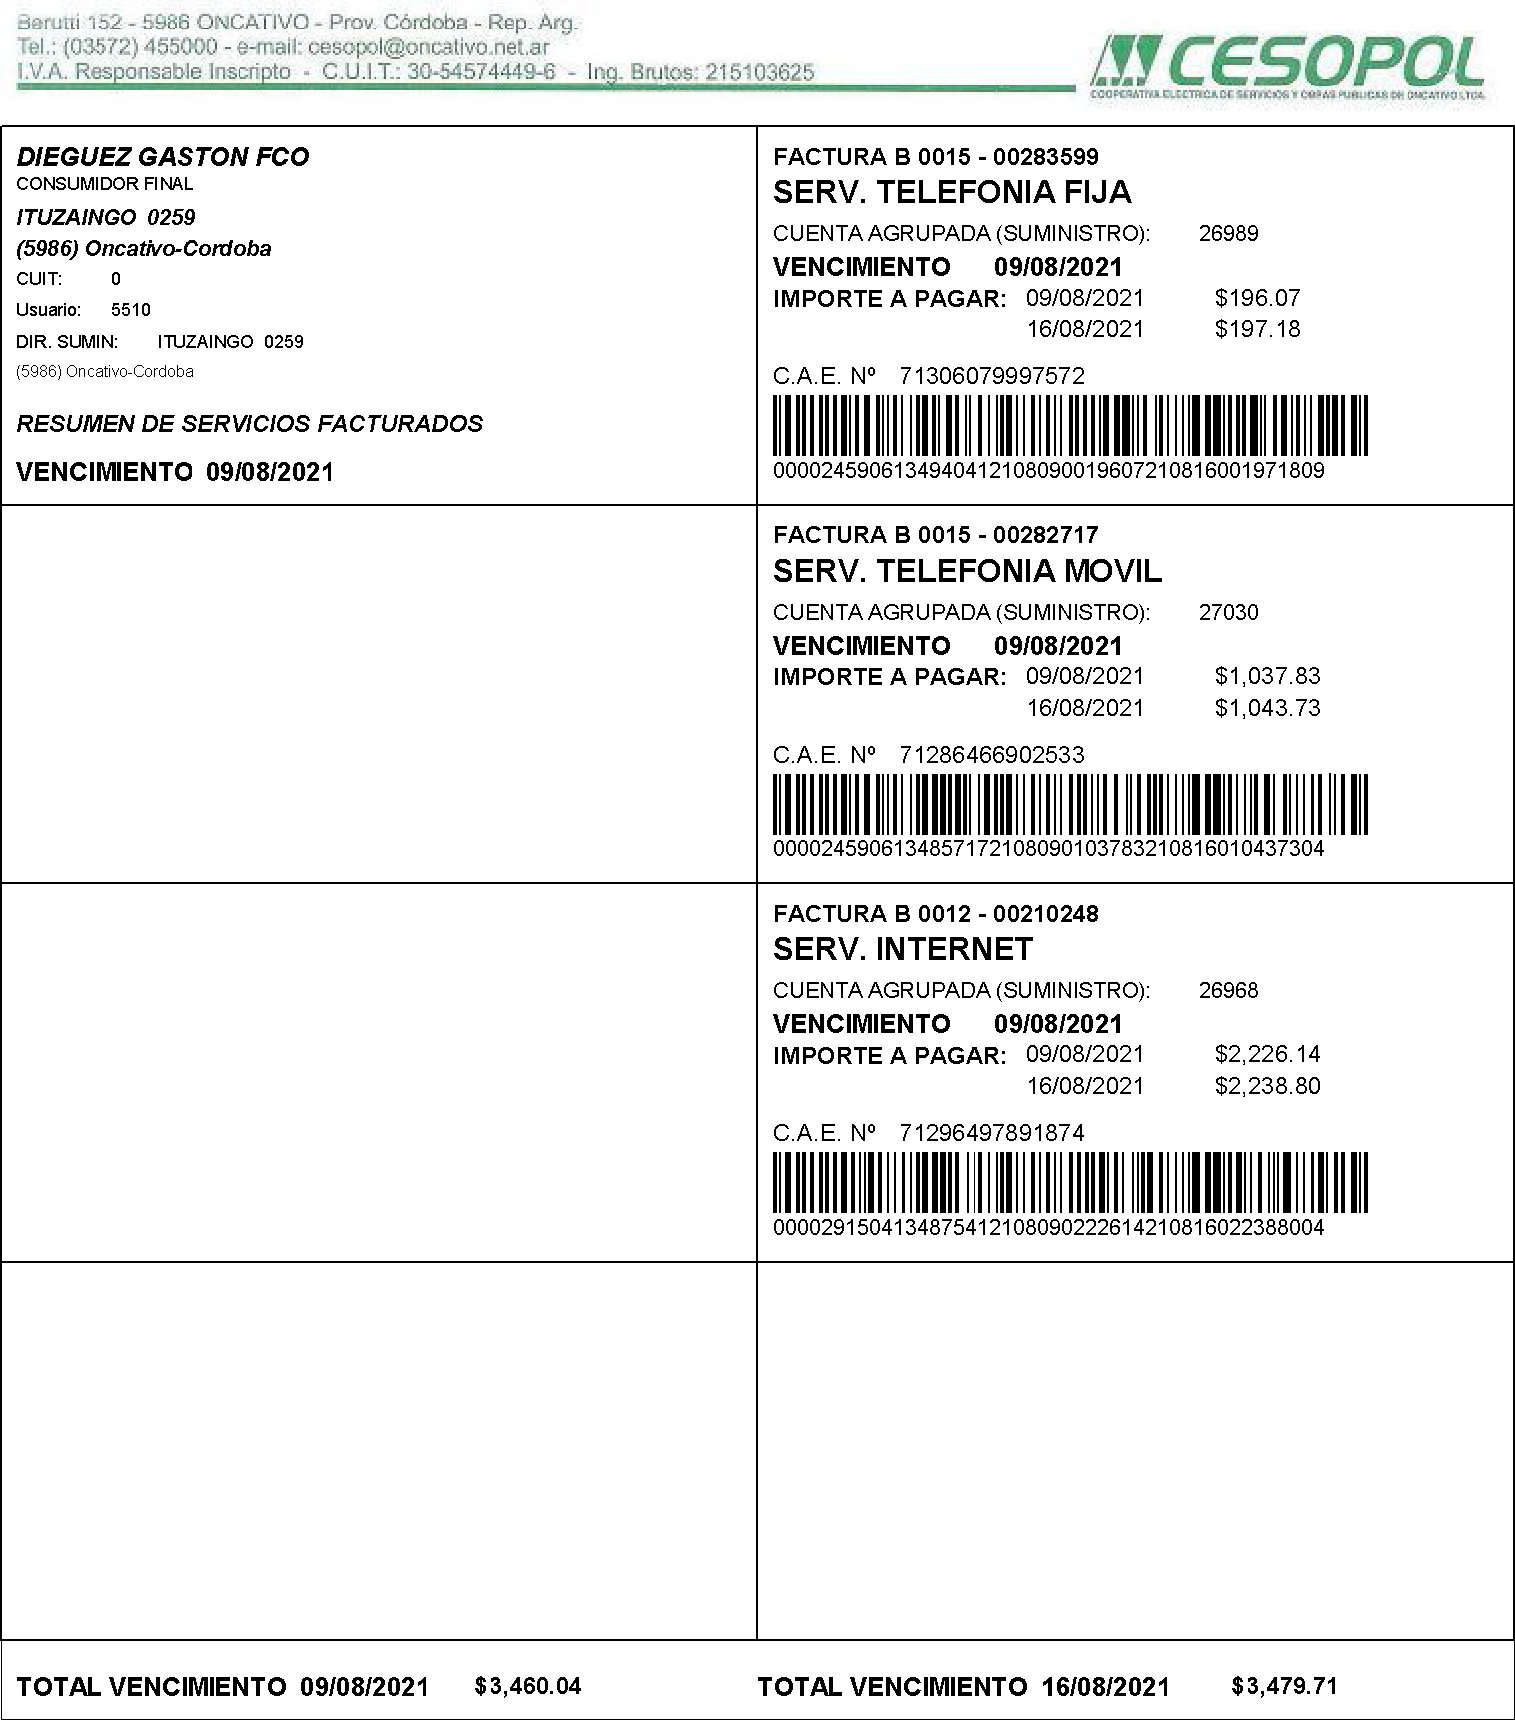 Berutti 152 - 5986 ONCATIVO - Prov. Córdoba - Rep. Arg.
Tel.: (03572) 455000 - e-mail: cesopol@oncativo.net.ar
I.V.A. Responsable Inscripto - C.U.I.T.: 30-54574449-6 - Ing. Brutos: 215103625
CESOPOL
COOPERATIVA ELECTRICA DE SERVICIOS Y OBRAS PUBLICAS DE ONCATIVO LTDA.
DIEGUEZ GASTON FCO
CONSUMIDOR FINAL
ITUZAINGO 0259
(5986) Oncativo-Cordoba
CUIT: 0
Usuario: 5510
DIR. SUMIN: ITUZAINGO 0259
(5986) Oncativo-Cordoba
RESUMEN DE SERVICIOS FACTURADOS
VENCIMIENTO 09/08/2021
FACTURA B 0015 - 00283599
SERV. TELEFONIA FIJA
CUENTA AGRUPADA (SUMINISTRO): 26989
VENCIMIENTO 09/08/2021
IMPORTE A PAGAR: 09/08/2021 $196.07
16/08/2021 $197.18
C.A.E. Nº 71306079997572
00002459061349404121080900196072108160019718​09
FACTURA B 0015 - 00282717
SERV. TELEFONIA MOVIL
CUENTA AGRUPADA (SUMINISTRO): 27030
VENCIMIENTO 09/08/2021
IMPORTE A PAGAR: 09/08/2021 $1,037.83
16/08/2021 $1,043.73
C.A.E. Nº 71286466902533
0000245906134857172108090103783210816010437304
FACTURA B 0012 - 00210248
SERV. INTERNET
CUENTA AGRUPADA (SUMINISTRO): 26968
VENCIMIENTO 09/08/2021
IMPORTE A PAGAR: 09/08/2021 $2,226.14
16/08/2021 $2,238.80
C.A.E. Nº 71296497891874
0000291504134875412108090222614210816022388004
TOTAL VENCIMIENTO 09/08/2021 $3,460.04
TOTAL VENCIMIENTO 16/08/2021 $3,479.71